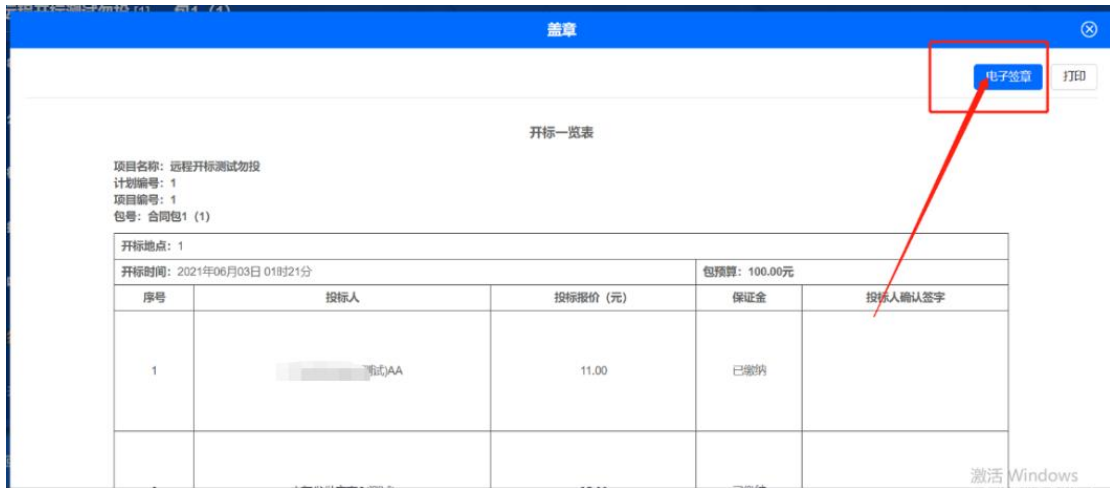 盖章
电子签章 打印
开标一览表
项目名称：远程开标测试勿投
计划编号：1
项目编号：1
包号：合同包1（1）
开标地点：1
开标时间：2021年06月03日 01时21分 包预算：100.00元
序号 投标人 投标报价（元） 保证金 投标人确认签字
1 测试)AA 11.00 已缴纳
激活 Windows